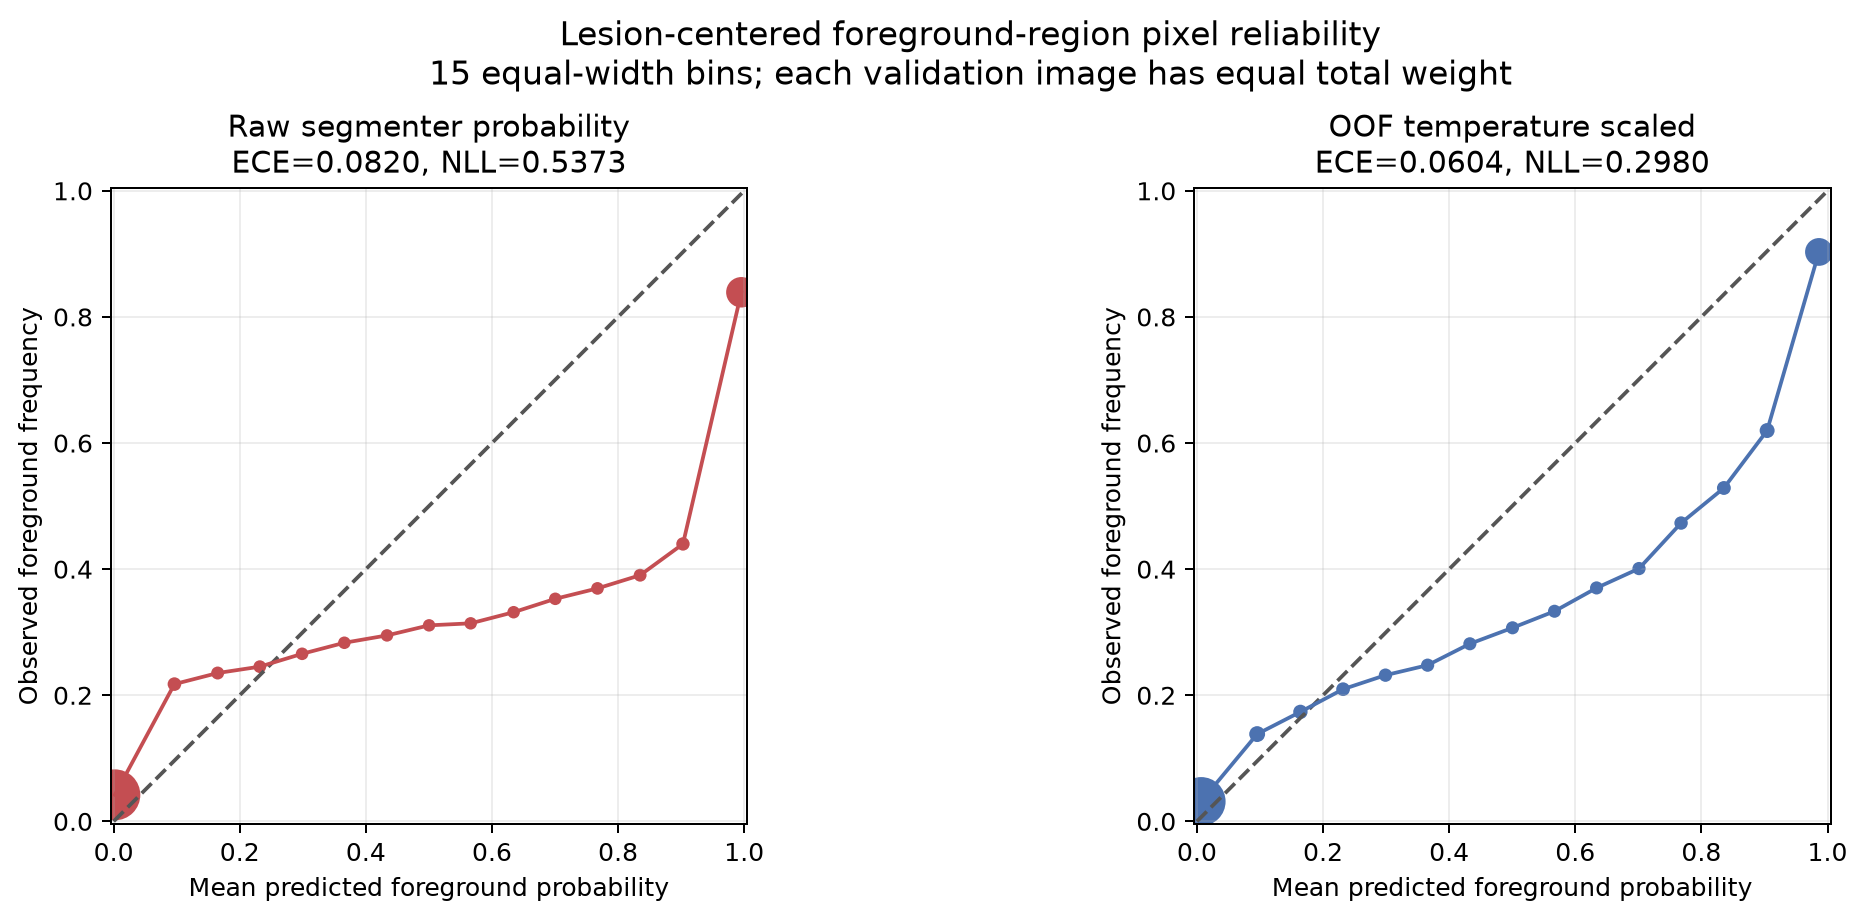 Lesion-centered foreground-region pixel reliability
15 equal-width bins; each validation image has equal total weight
Raw segmenter probability
ECE=0.0820, NLL=0.5373
1.0
0.8
0.6
0.4
0.2
0.0
Observed foreground frequency
0.0 0.2 0.4 0.6 0.8 1.0
Mean predicted foreground probability
OOF temperature scaled
ECE=0.0604, NLL=0.2980
1.0
0.8
0.6
0.4
0.2
0.0
Observed foreground frequency
0.0 0.2 0.4 0.6 0.8 1.0
Mean predicted foreground probability